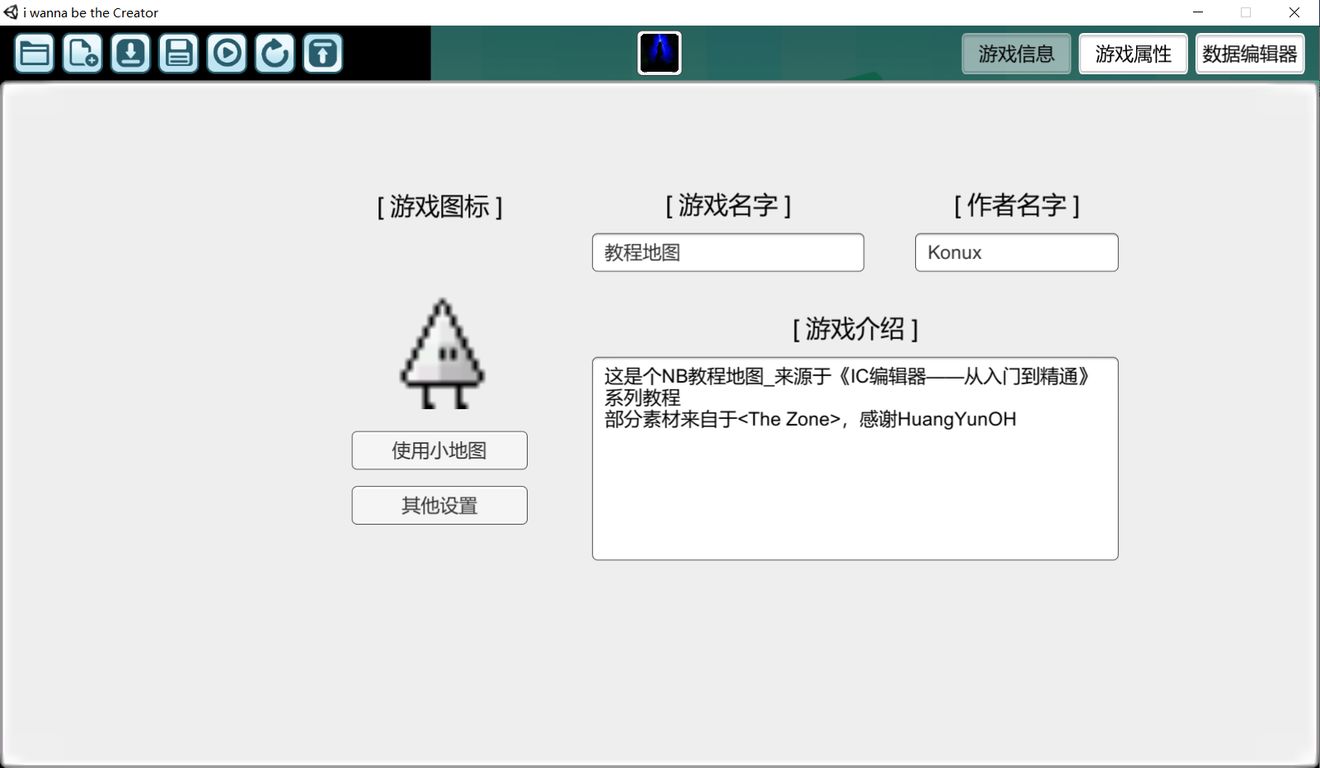 i wanna be the Creator
游戏信息
游戏属性
数据编辑器
[ 游戏图标 ]
[ 游戏名字 ]
[ 作者名字 ]
教程地图
Konux
[ 游戏介绍 ]
这是个NB教程地图_来源于《IC编辑器——从入门到精通》
系列教程
部分素材来自于<The Zone>，感谢HuangYunOH
使用小地图
其他设置